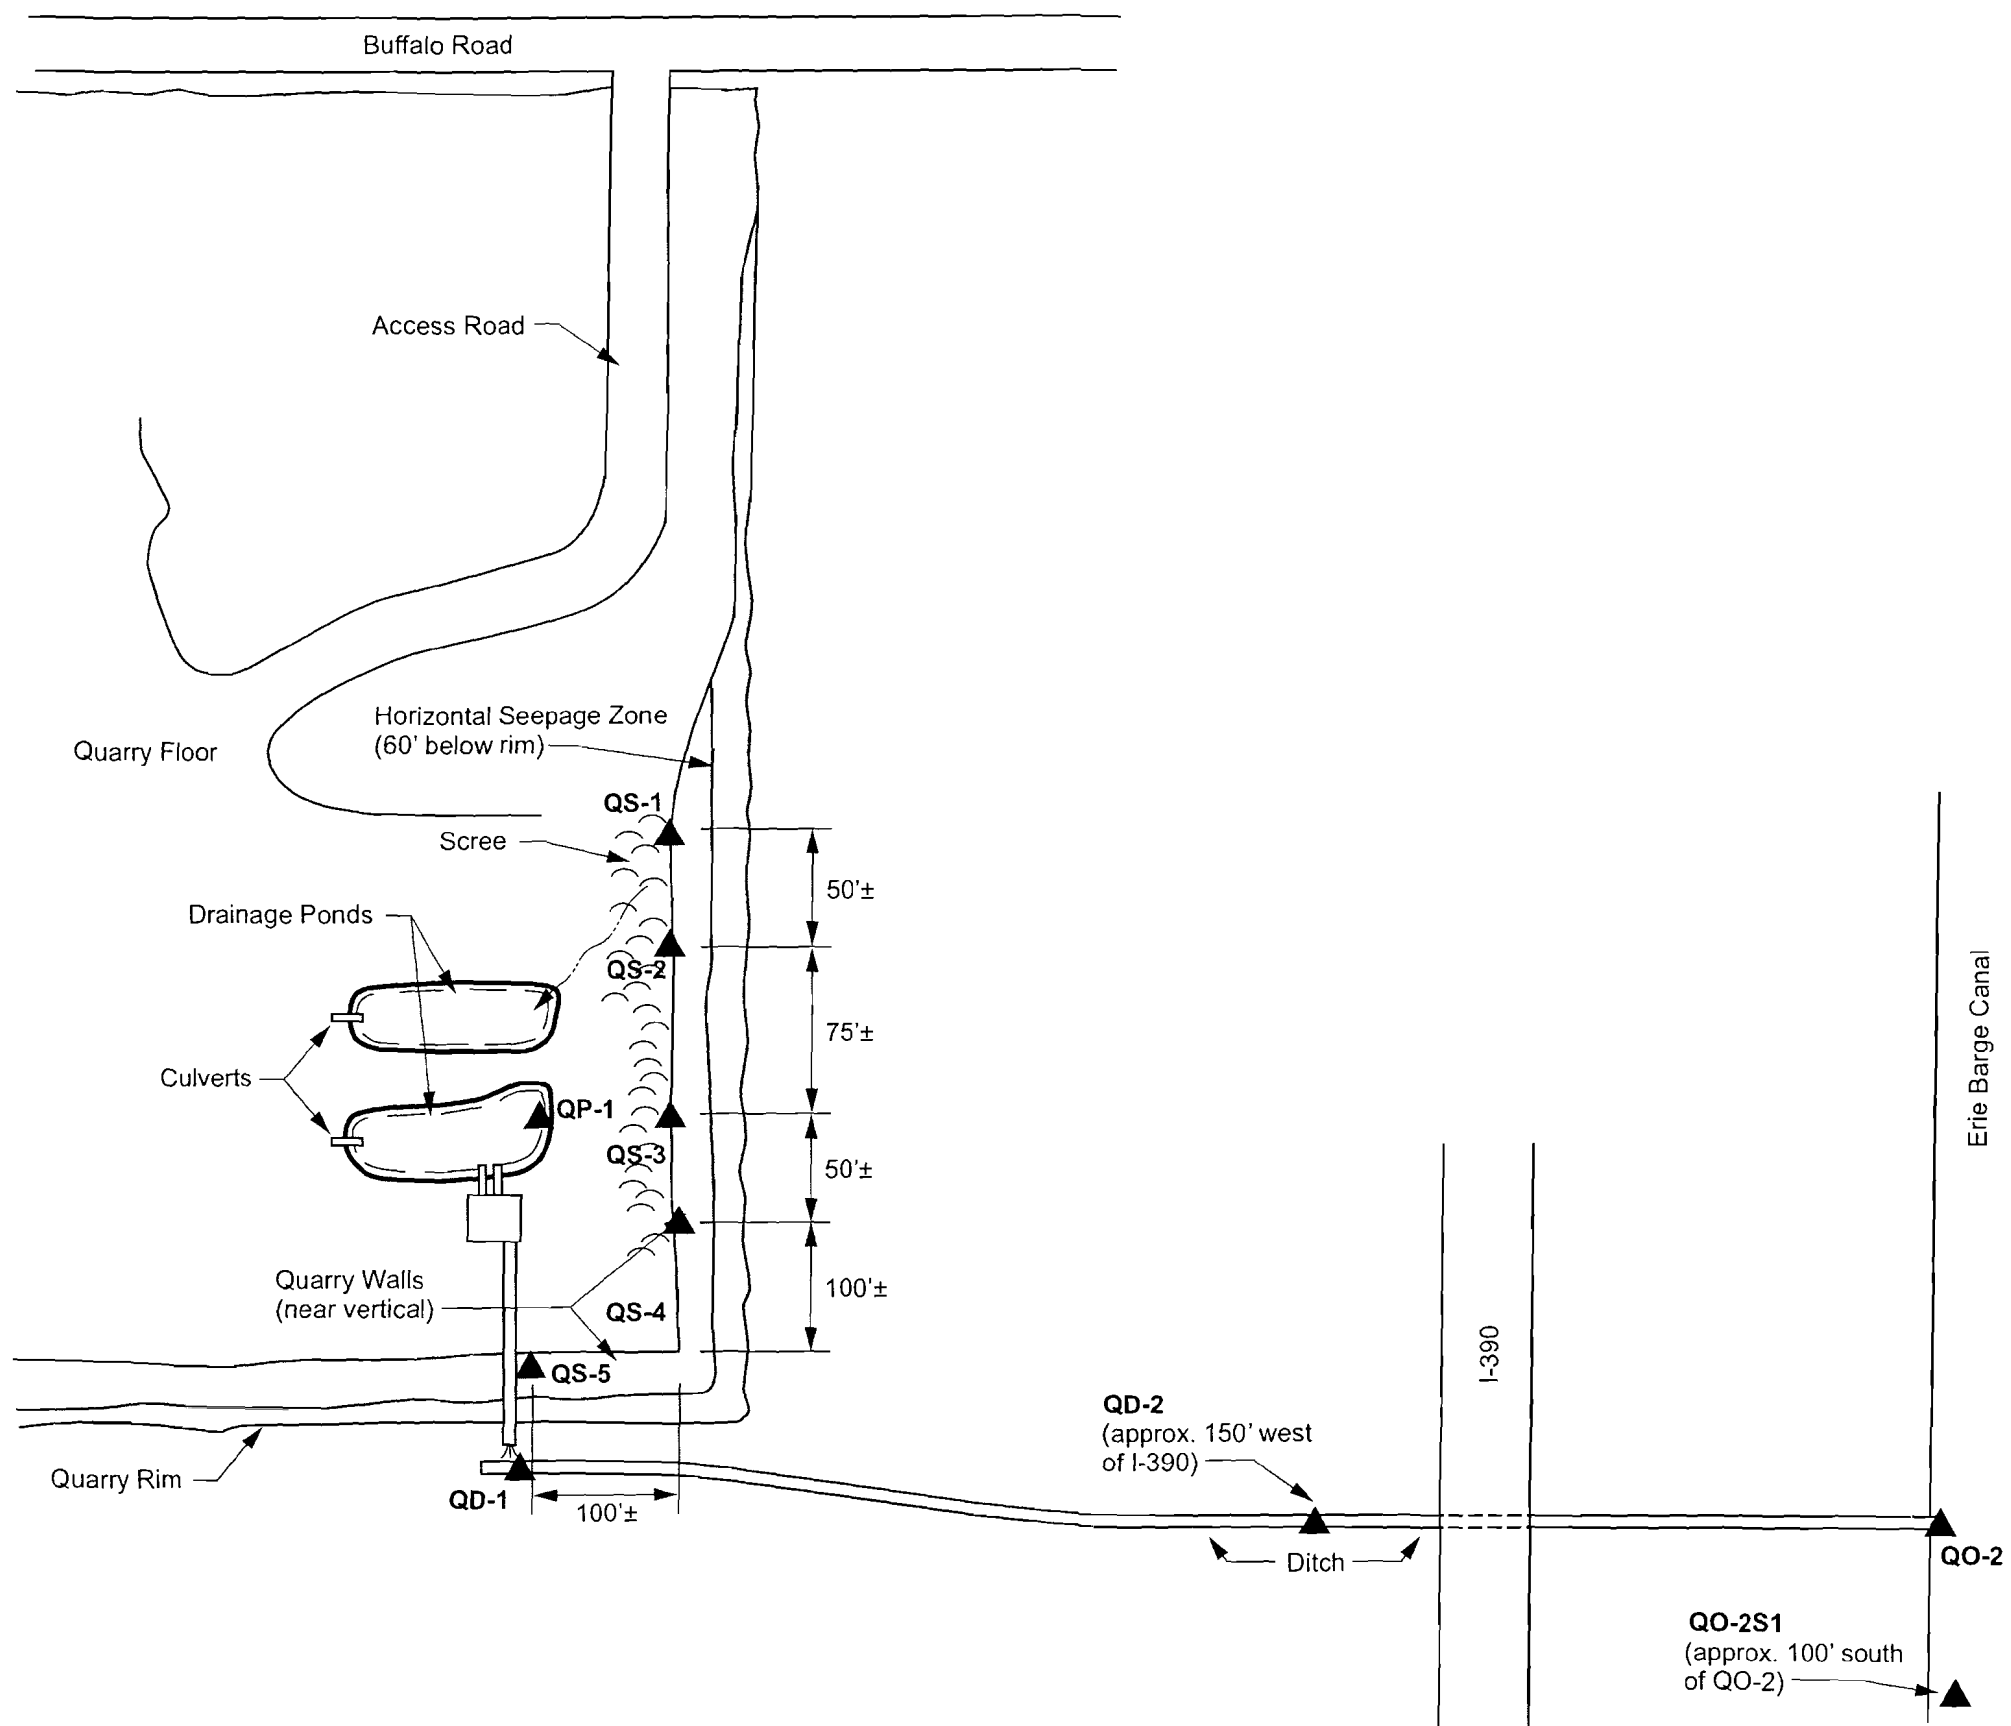 Buffalo Road
Access Road
Horizontal Seepage Zone
(60' below rim)
Quarry Floor
QS-1
Scree
50'±
Drainage Ponds
QS-2
75'±
Erie Barge Canal
Culverts
QP-1
QS-3
50'±
Quarry Walls
(near vertical)
QS-4
100'±
I-390
QS-5
QD-2
(approx. 150' west
of I-390)
Quarry Rim
QD-1
100'±
Ditch
QO-2
QO-2S1
(approx. 100' south
of QO-2)